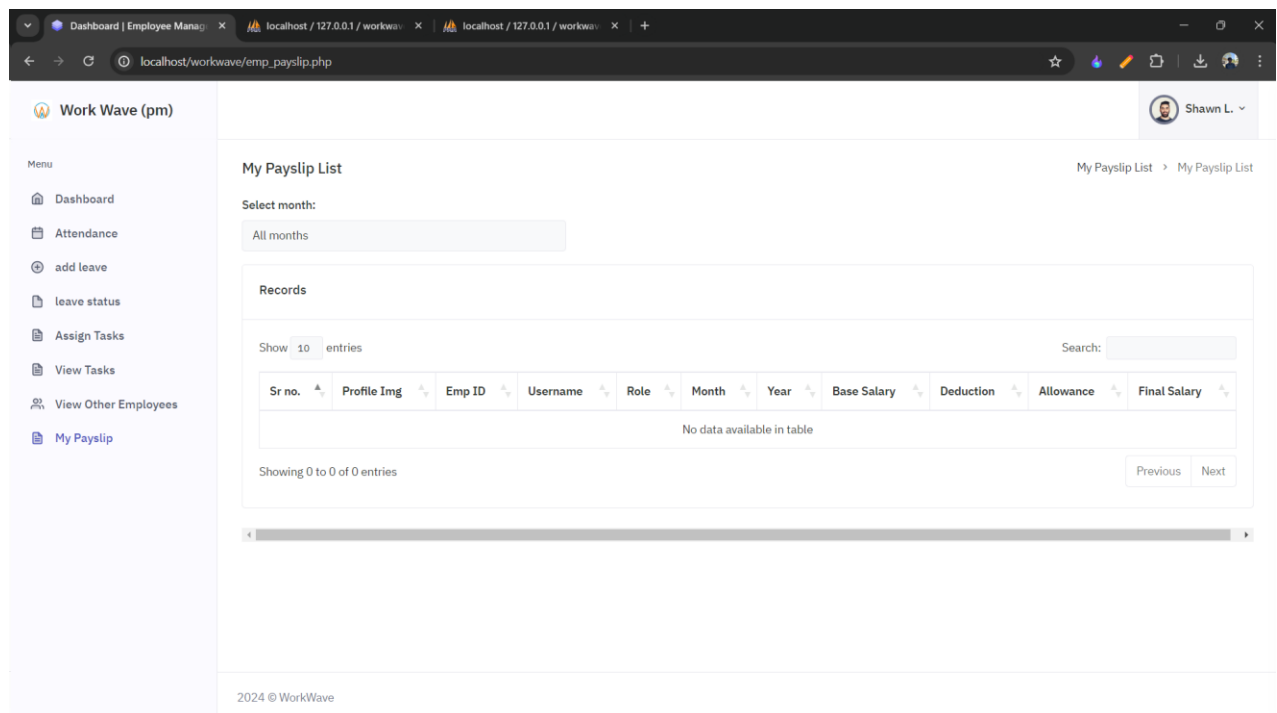 Dashboard | Employee Manag
localhost / 127.0.0.1 / workwav
localhost / 127.0.0.1 / workwav
localhost/workwave/emp_payslip.php
Work Wave (pm)
Shawn L.
Menu
Dashboard
Attendance
add leave
leave status
Assign Tasks
View Tasks
View Other Employees
My Payslip
My Payslip List
My Payslip List > My Payslip List
Select month:
All months
Records
Show 10 entries
Search:
Sr no. Profile Img Emp ID Username Role Month Year Base Salary Deduction Allowance Final Salary
No data available in table
Showing 0 to 0 of 0 entries
Previous Next
2024 © WorkWave